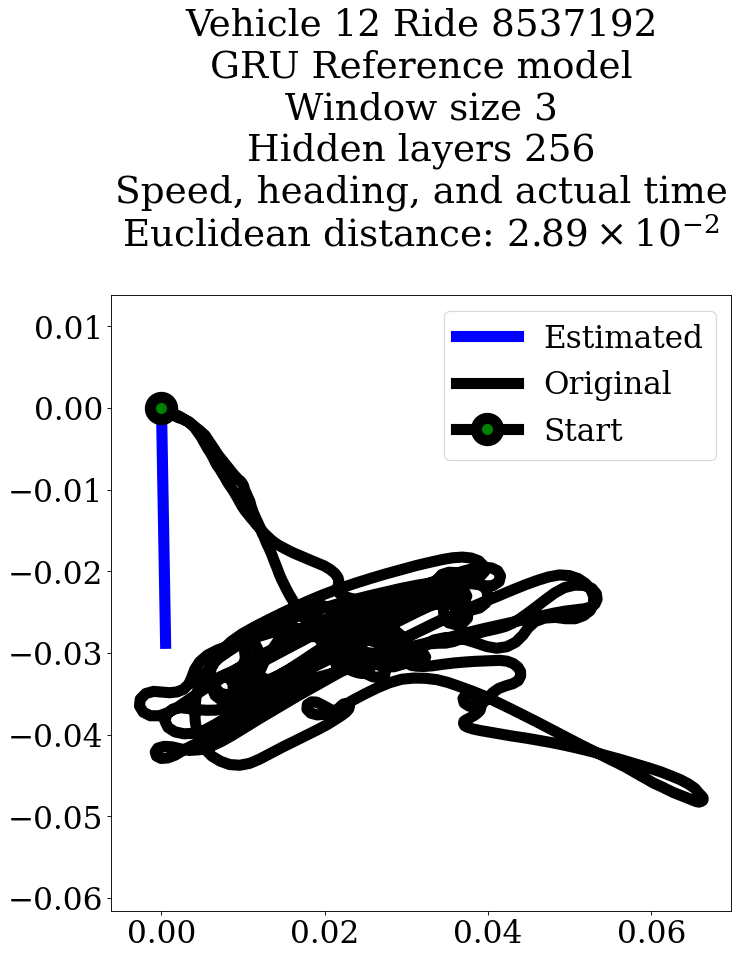 Vehicle 12 Ride 8537192
GRU Reference model
Window size 3
Hidden layers 256
Speed, heading, and actual time
Euclidean distance: 2.89 × 10⁻²
Estimated
Original
Start
0.01
0.00
−0.01
−0.02
−0.03
−0.04
−0.05
−0.06
0.00 0.02 0.04 0.06